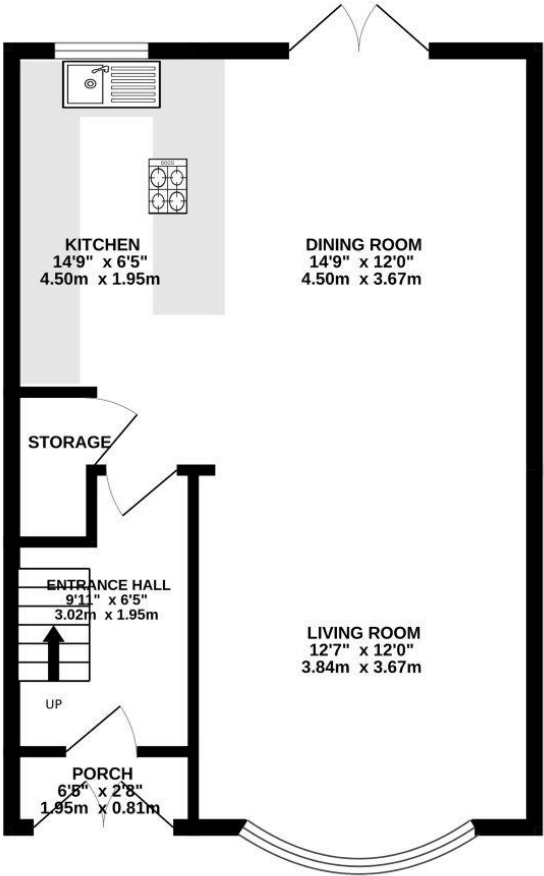 KITCHEN
14'9" x 6'5"
4.50m x 1.95m
DINING ROOM
14'9" x 12'0"
4.50m x 3.67m
STORAGE
ENTRANCE HALL
9'11" x 6'5"
3.02m x 1.95m
UP
LIVING ROOM
12'7" x 12'0"
3.84m x 3.67m
PORCH
6'5" x 2'8"
1.95m x 0.81m